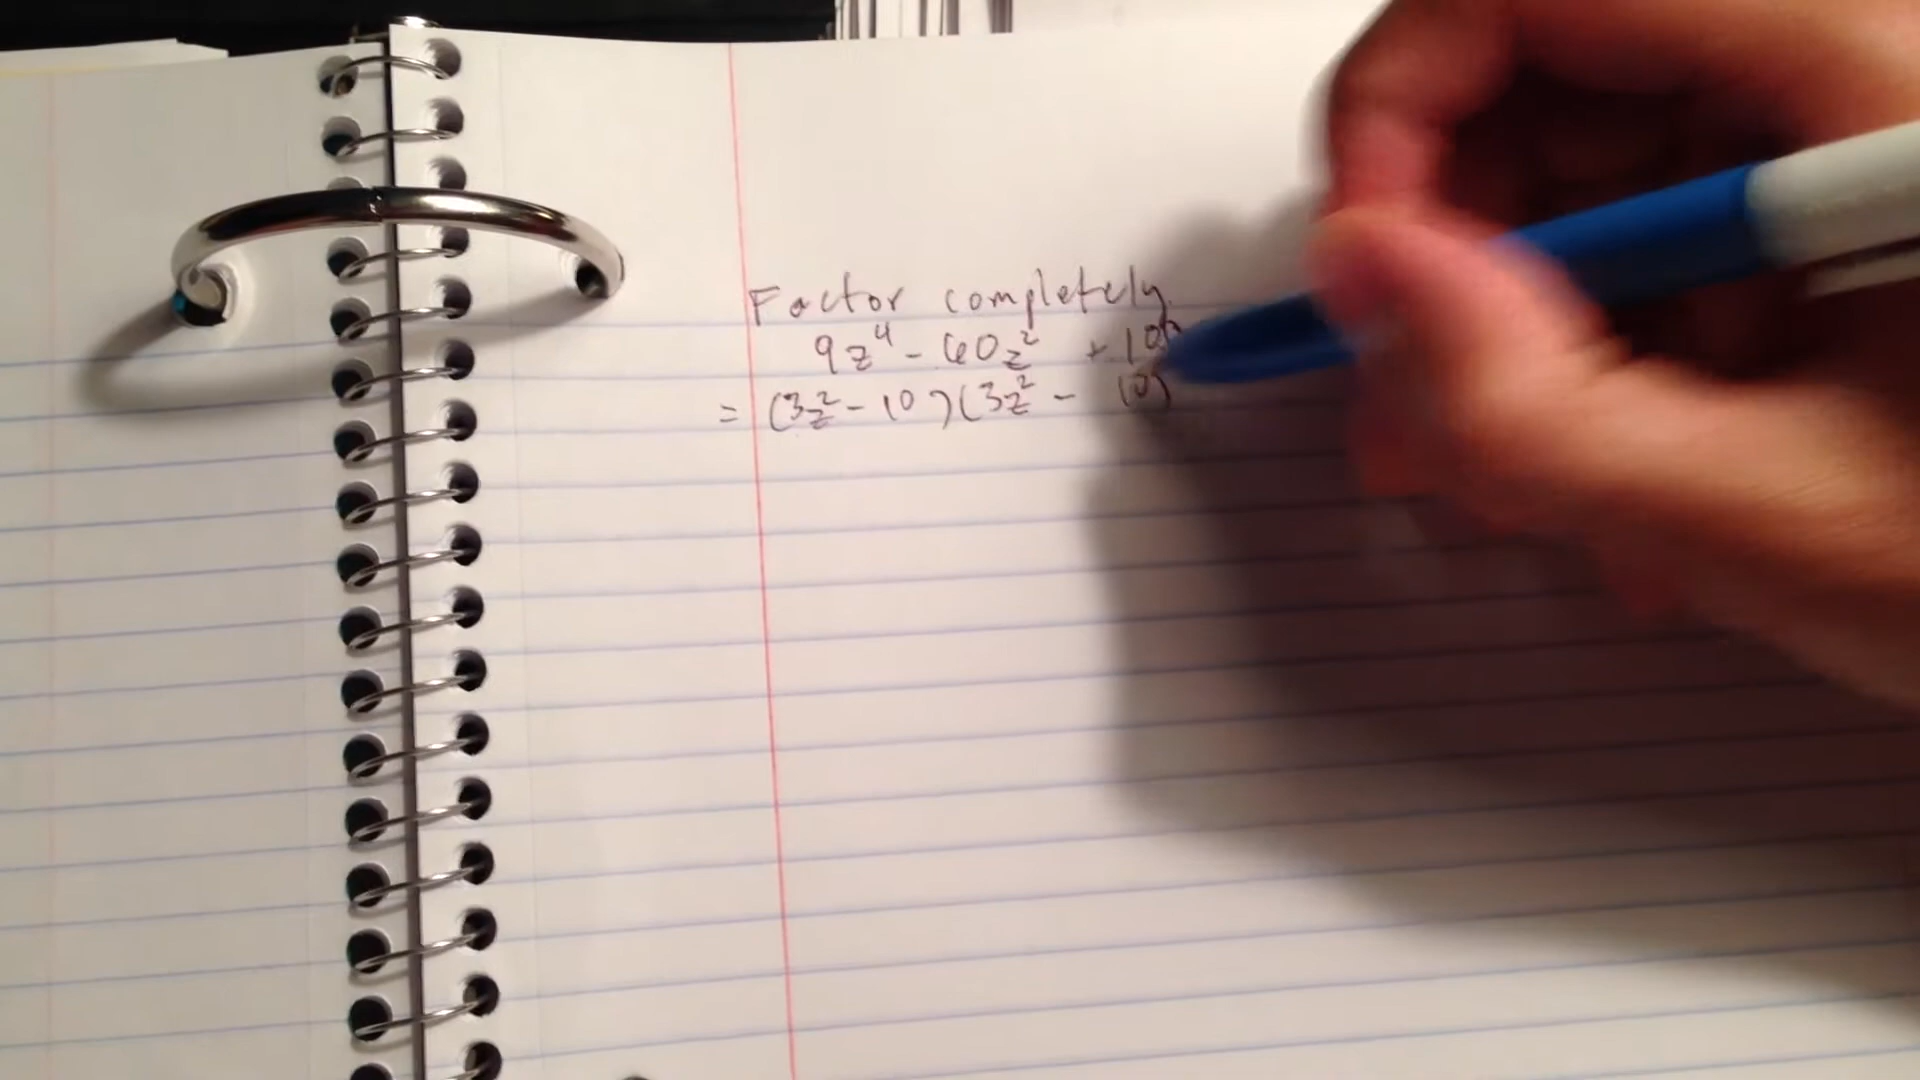 Factor completely.
9z⁴ - 60z² + 100
= (3z² - 10)(3z² - 10)